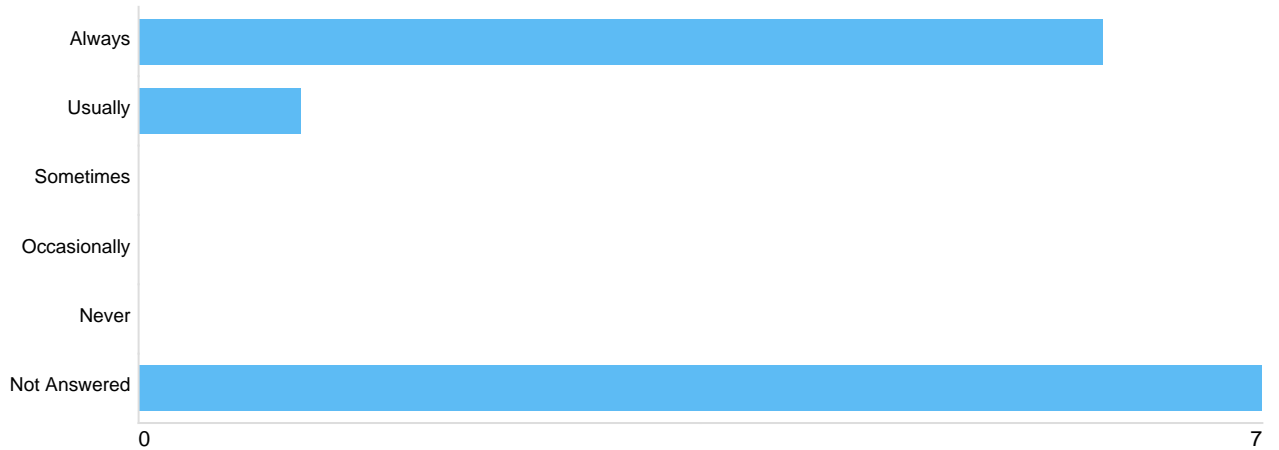 Always
Usually
Sometimes
Occasionally
Never
Not Answered
0 7